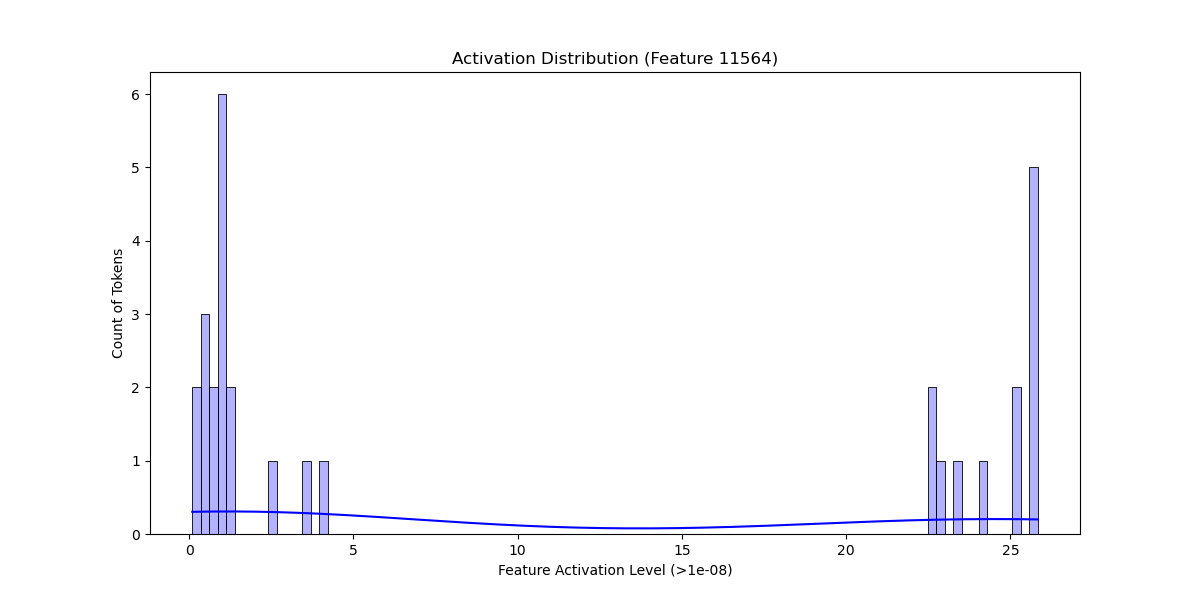 Activation Distribution (Feature 11564)
6
5
4
3
2
1
0
Count of Tokens
0 5 10 15 20 25
Feature Activation Level (>1e-08)